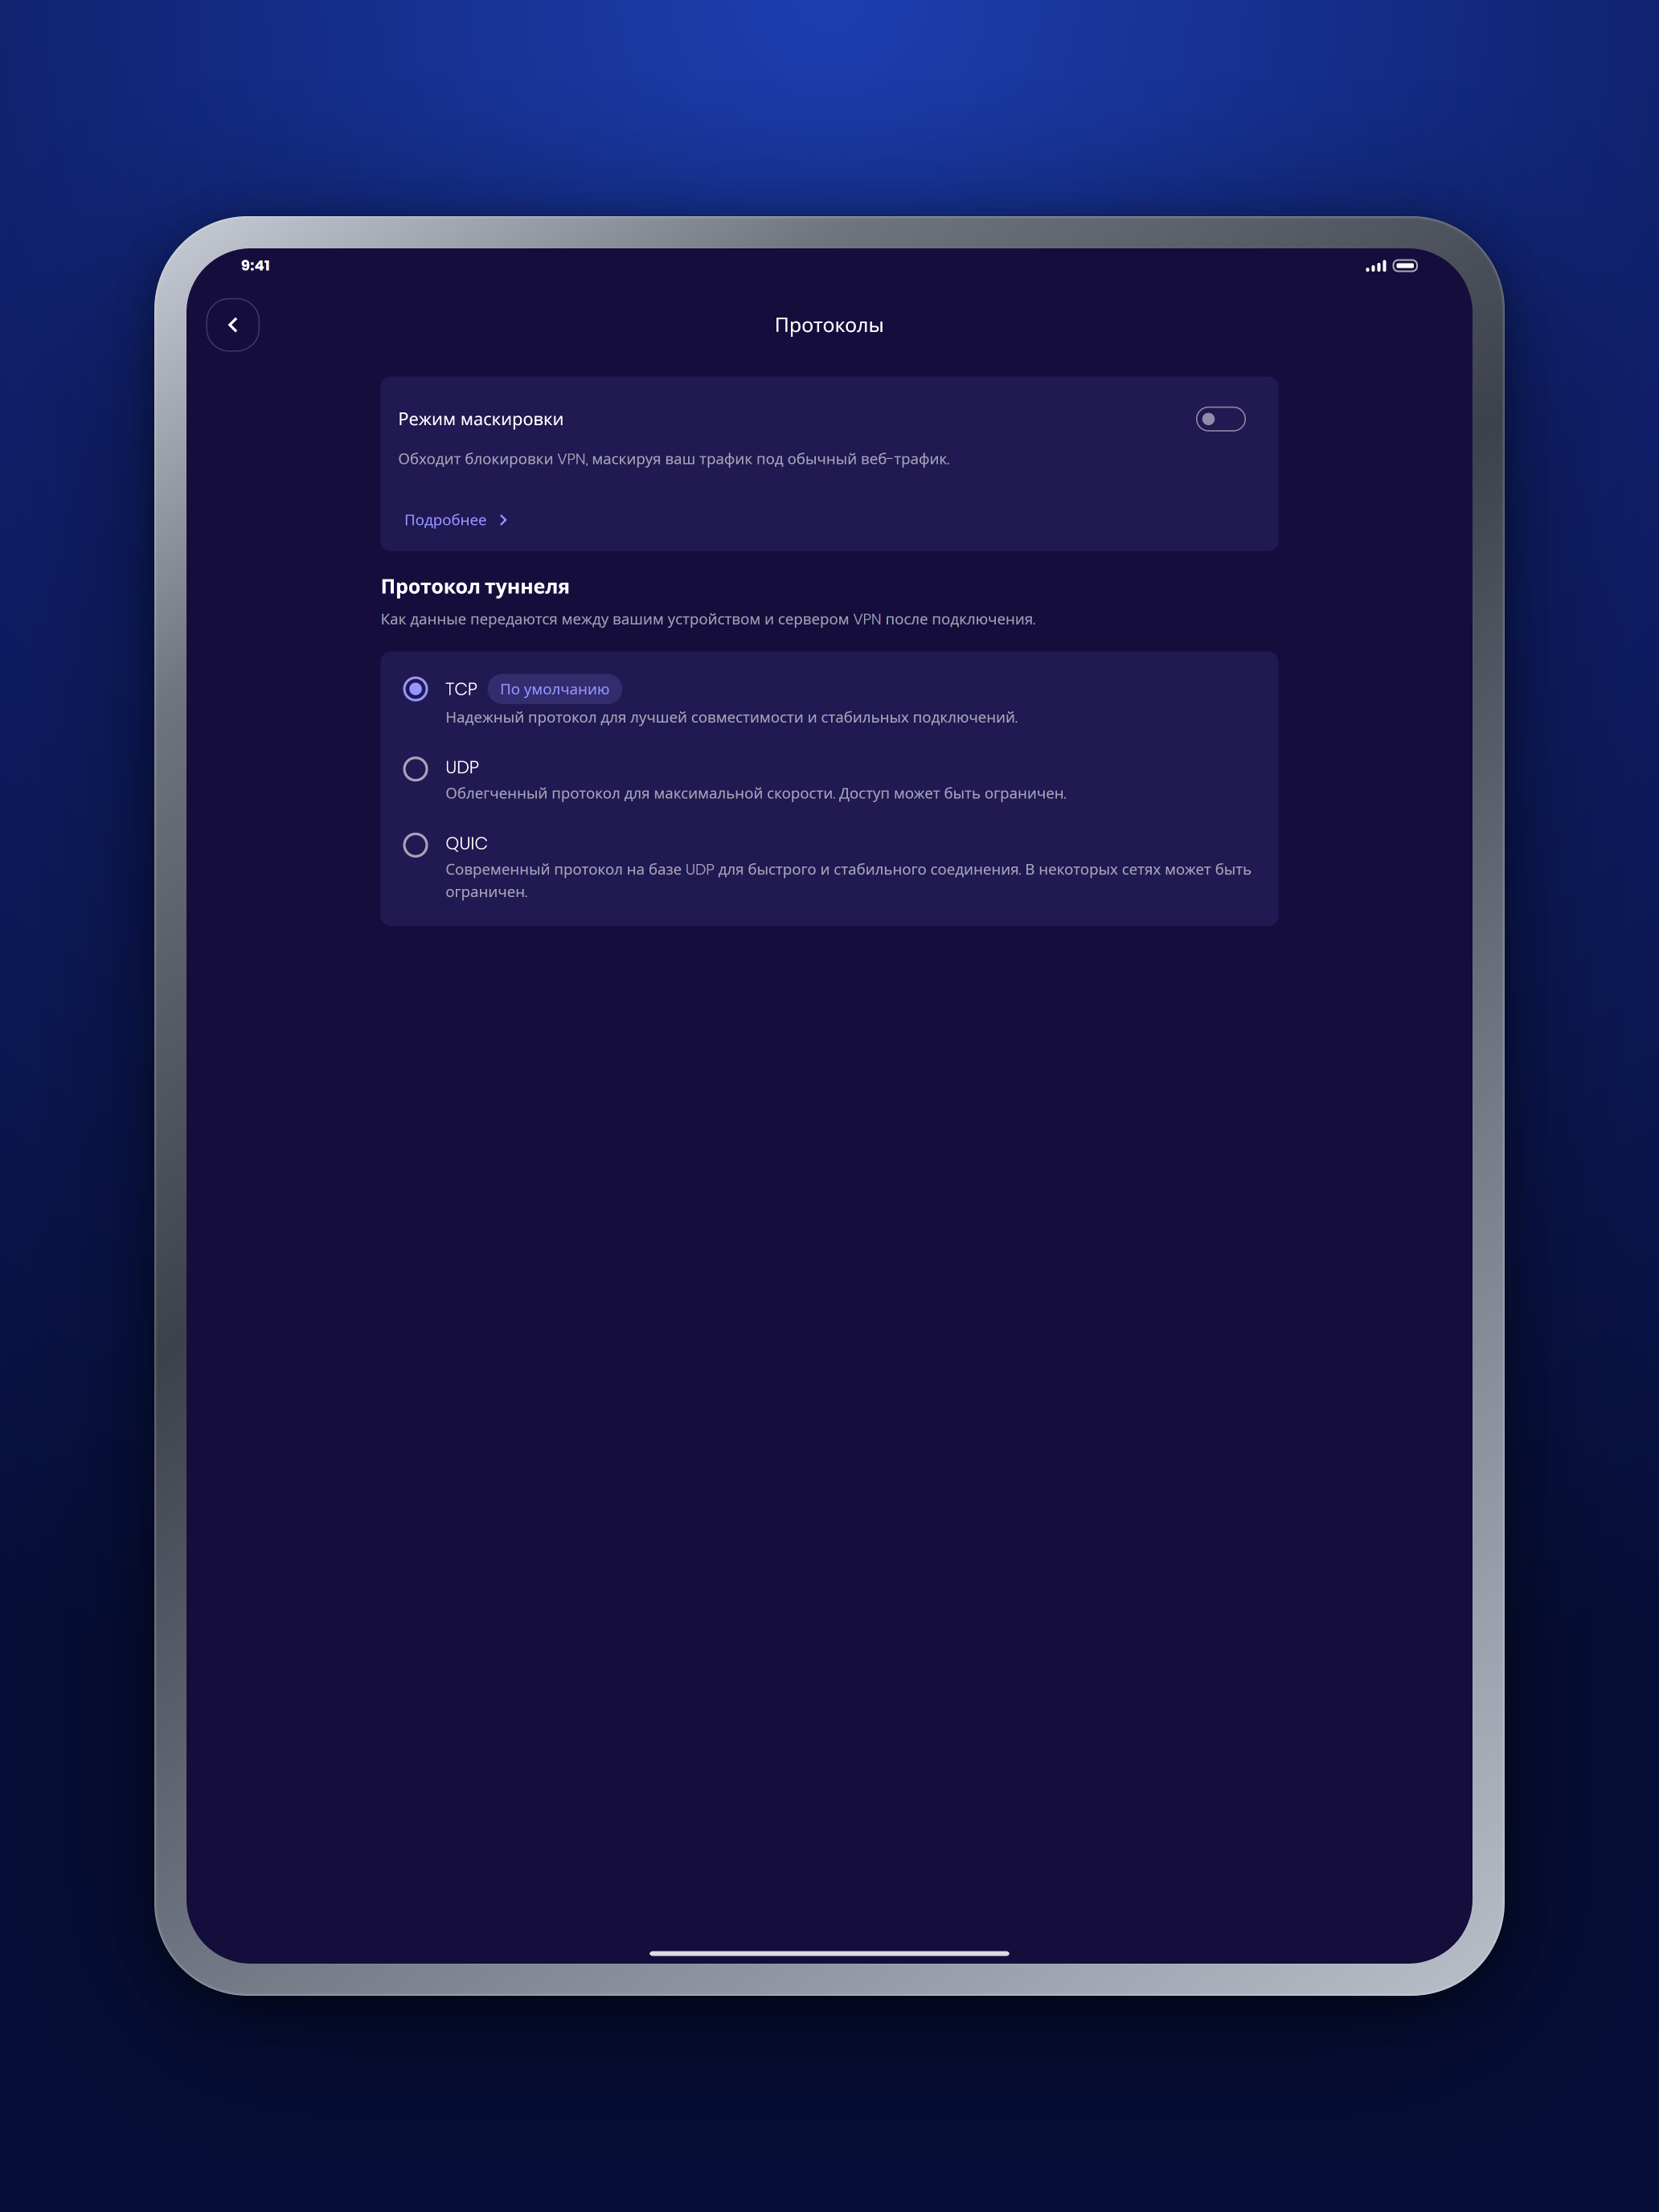 9:41
Протоколы
Режим маскировки
Обходит блокировки VPN, маскируя ваш трафик под обычный веб-трафик.
Подробнее
Протокол туннеля
Как данные передаются между вашим устройством и сервером VPN после подключения.
TCP По умолчанию
Надежный протокол для лучшей совместимости и стабильных подключений.
UDP
Облегченный протокол для максимальной скорости. Доступ может быть ограничен.
QUIC
Современный протокол на базе UDP для быстрого и стабильного соединения. В некоторых сетях может быть
ограничен.